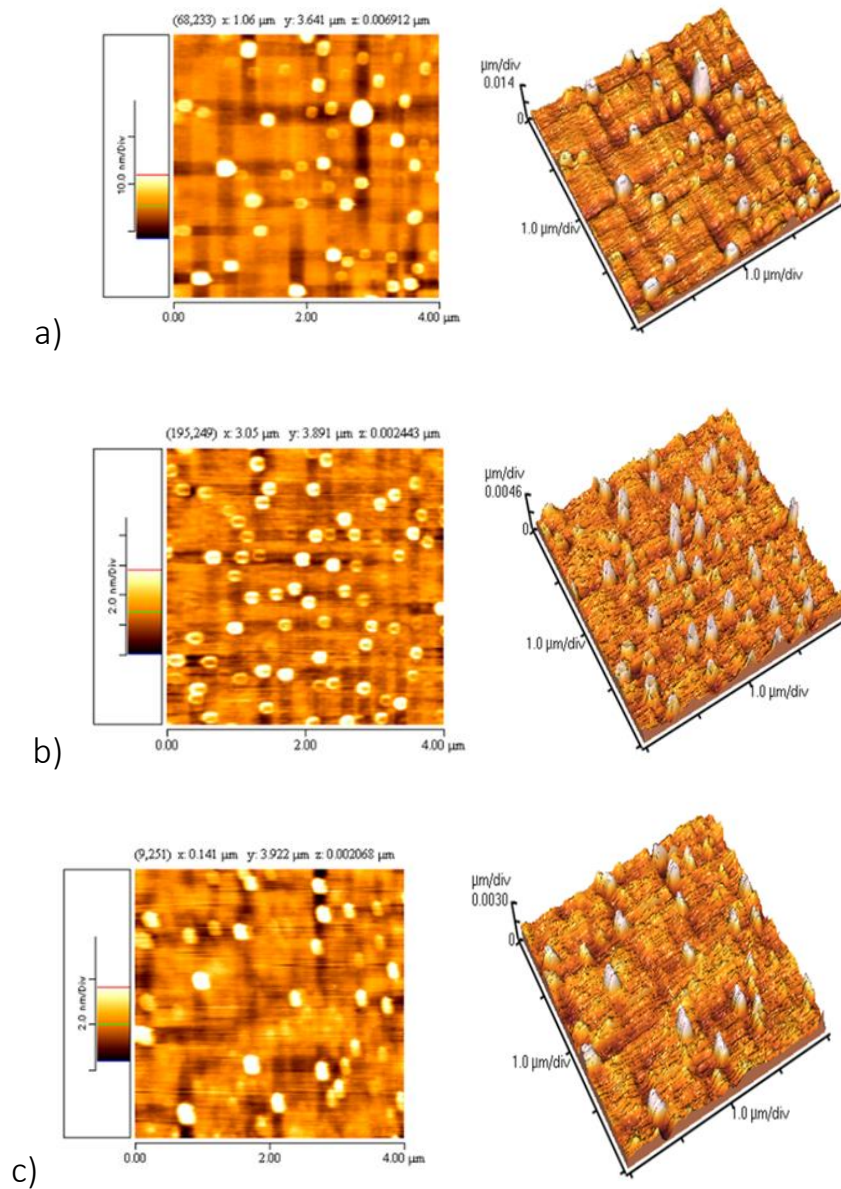 (68,233) x: 1.06 µm y: 3.641 µm z: 0.006912 µm
10.0 nm/Div
0.00 2.00 4.00 µm
µm/div
0.014
0
1.0 µm/div
1.0 µm/div
a)
(195,249) x: 3.05 µm y: 3.891 µm z: 0.002443 µm
2.0 nm/Div
0.00 2.00 4.00 µm
µm/div
0.0046
0
1.0 µm/div
1.0 µm/div
b)
(9,251) x: 0.141 µm y: 3.922 µm z: 0.002068 µm
2.0 nm/Div
0.00 2.00 4.00 µm
µm/div
0.0030
0
1.0 µm/div
1.0 µm/div
c)